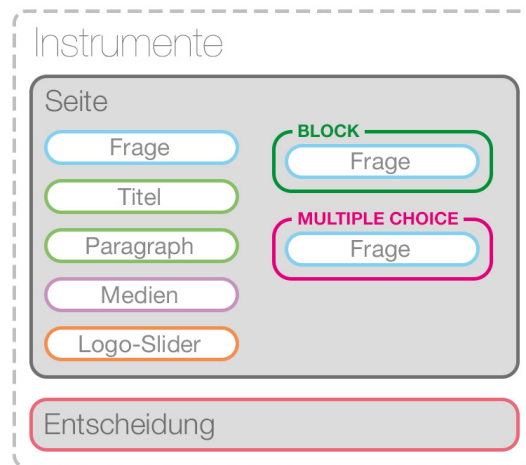 Instrumente
Seite
Frage
Titel
Paragraph
Medien
Logo-Slider
BLOCK
Frage
MULTIPLE CHOICE
Frage
Entscheidung